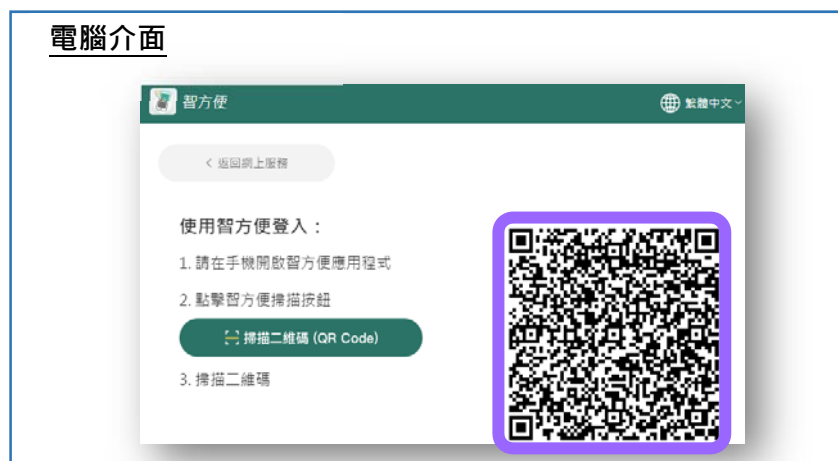 電腦介面
智方便
繁體中文
< 返回網上服務
使用智方便登入：
1. 請在手機開啟智方便應用程式
2. 點擊智方便掃描按鈕
掃描二維碼 (QR Code)
3. 掃描二維碼